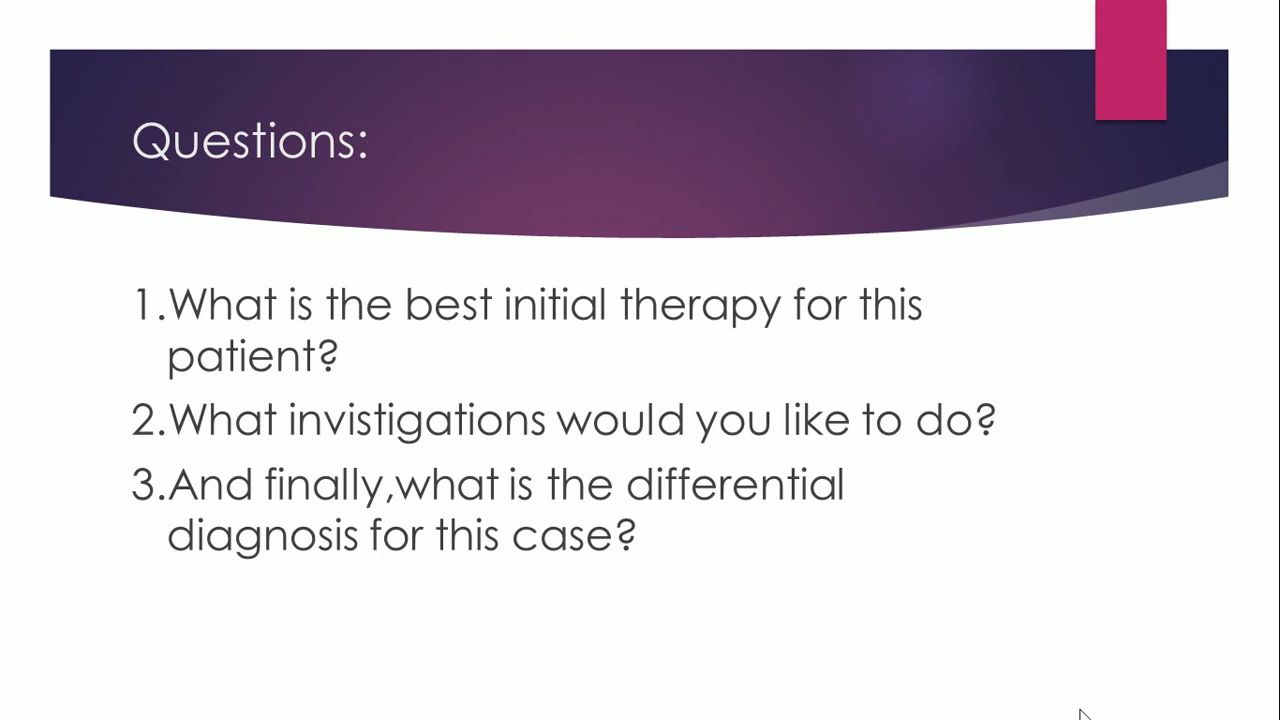 Questions:
1.What is the best initial therapy for this
patient?
2.What invistigations would you like to do?
3.And finally,what is the differential
diagnosis for this case?